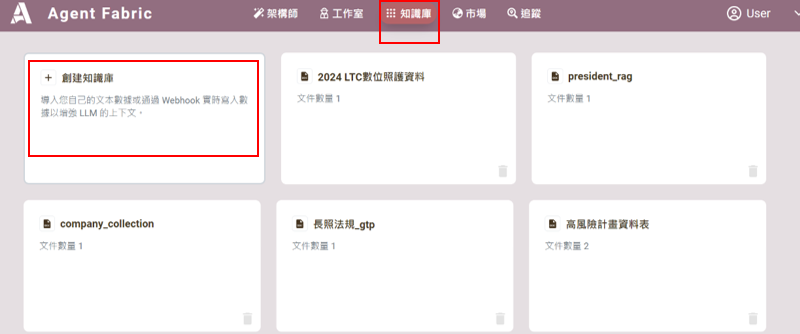 Agent Fabric
架構師
工作室
知識庫
市場
追蹤
User
創建知識庫
導入您自己的文本數據或通過 Webhook 實時寫入數
據以增強 LLM 的上下文。
2024 LTC數位照護資料
文件數量 1
president_rag
文件數量 1
company_collection
文件數量 1
長照法規_gtp
文件數量 1
高風險計畫資料表
文件數量 2